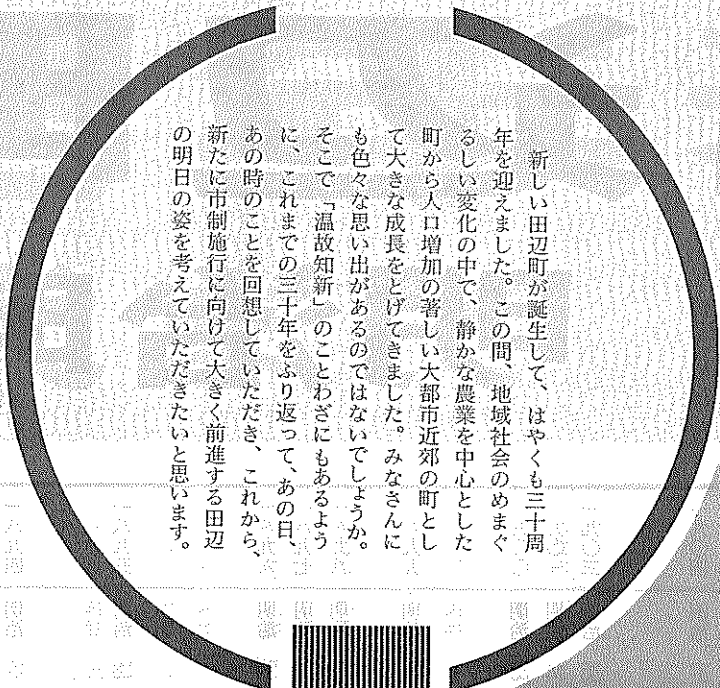 新しい田辺町が誕生して、はやくも三十周
年を迎えました。この間、地域社会のめまぐ
るしい変化の中で、静かな農業を中心とした
町から人口増加の著しい大都市近郊の町とし
て大きな成長をとげてきました。みなさんに
も色々な思い出があるのではないでしょうか。
そこで「温故知新」のことわざにもあるよう
に、これまでの三十年をふり返って、あの日、
あの時のことを回想していただき、これから、
新たに市制施行に向けて大きく前進する田辺
の明日の姿を考えていただきたいと思います。